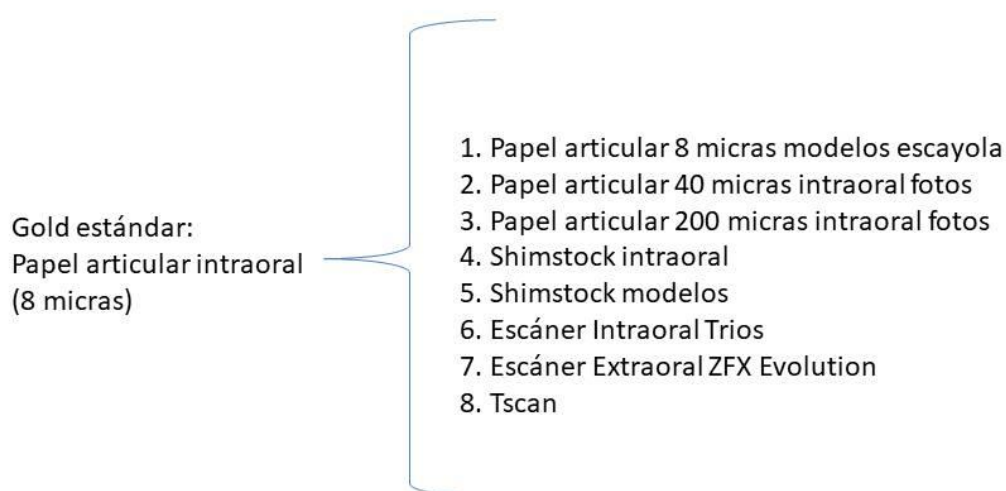 Gold estándar:
Papel articular intraoral
(8 micras)
1. Papel articular 8 micras modelos escayola
2. Papel articular 40 micras intraoral fotos
3. Papel articular 200 micras intraoral fotos
4. Shimstock intraoral
5. Shimstock modelos
6. Escáner Intraoral Trios
7. Escáner Extraoral ZFX Evolution
8. Tscan